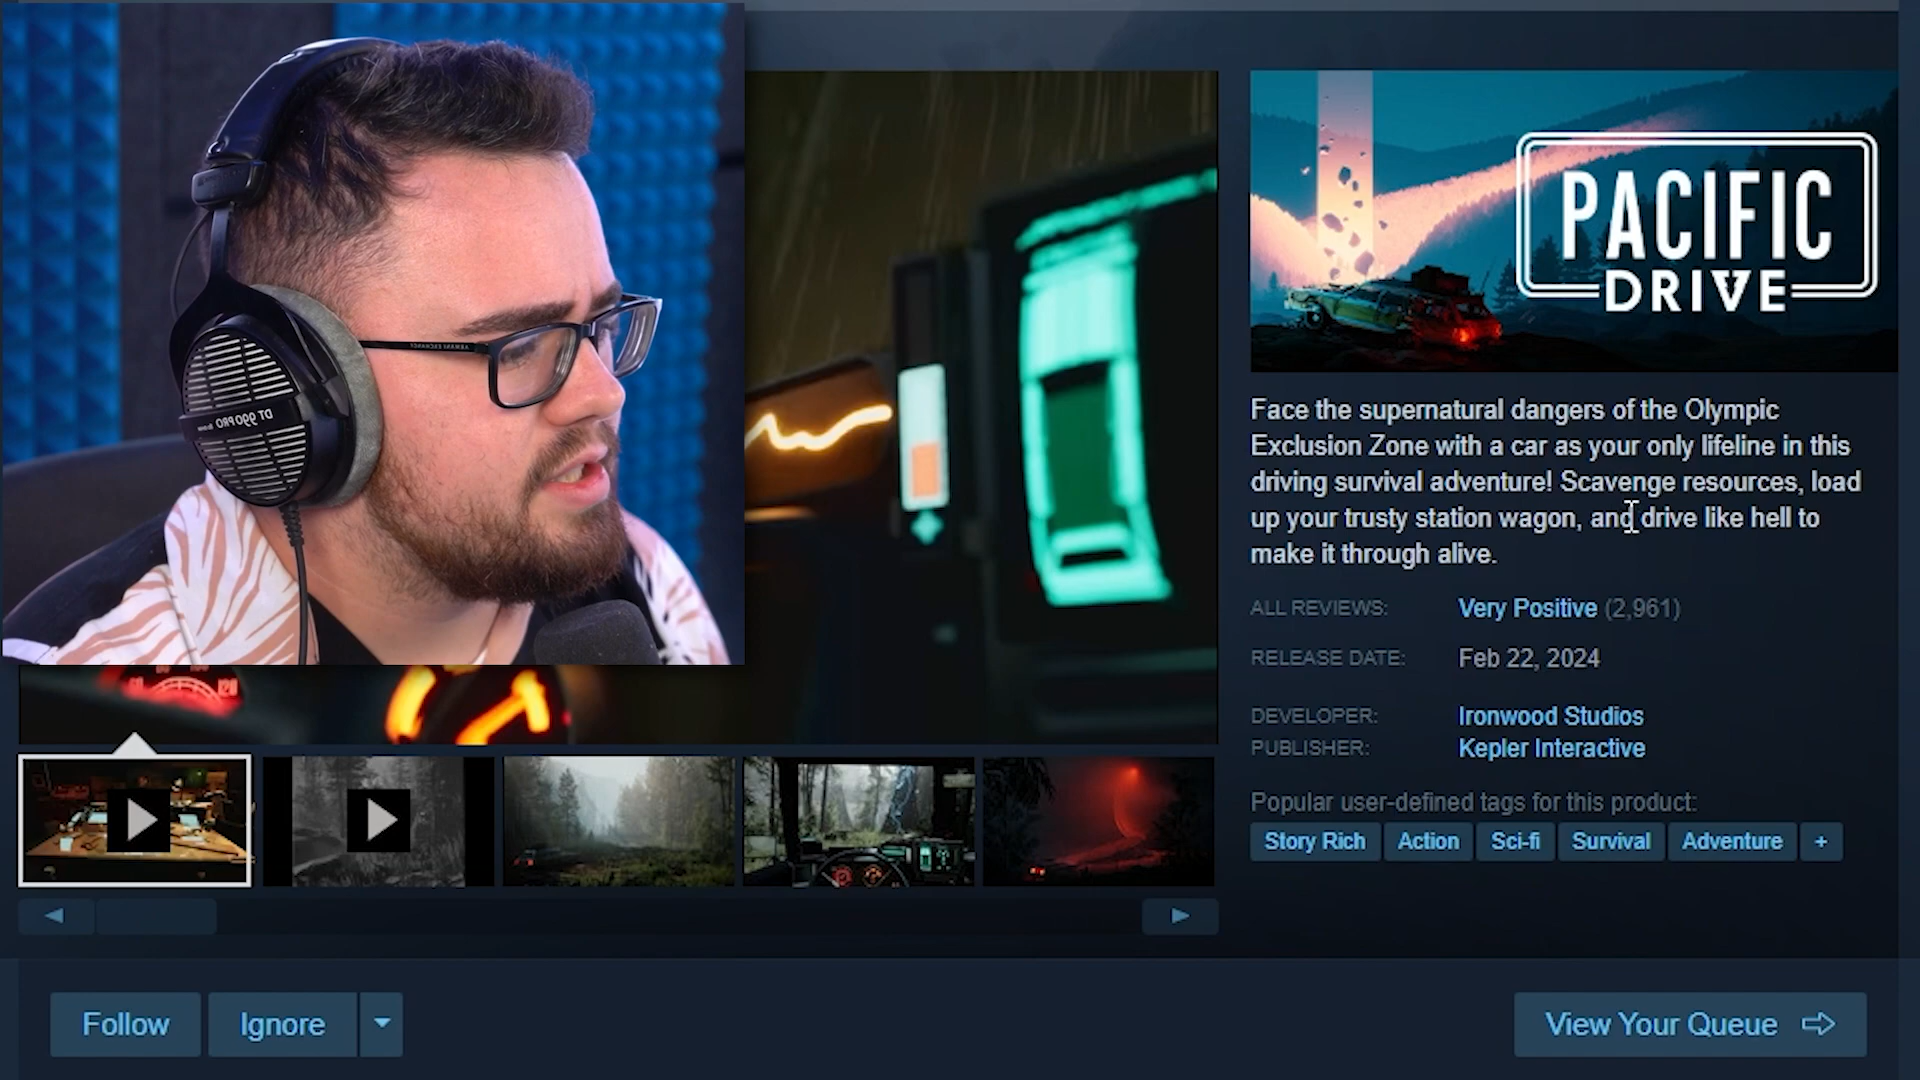 PACIFIC
DRIVE
Face the supernatural dangers of the Olympic
Exclusion Zone with a car as your only lifeline in this
driving survival adventure! Scavenge resources, load
up your trusty station wagon, and drive like hell to
make it through alive.
ALL REVIEWS: Very Positive (2,961)
RELEASE DATE: Feb 22, 2024
DEVELOPER: Ironwood Studios
PUBLISHER: Kepler Interactive
Popular user-defined tags for this product:
Story Rich Action Sci-fi Survival Adventure +
DT 990 PRO
ARMANI EXCHANGE
Follow Ignore View Your Queue